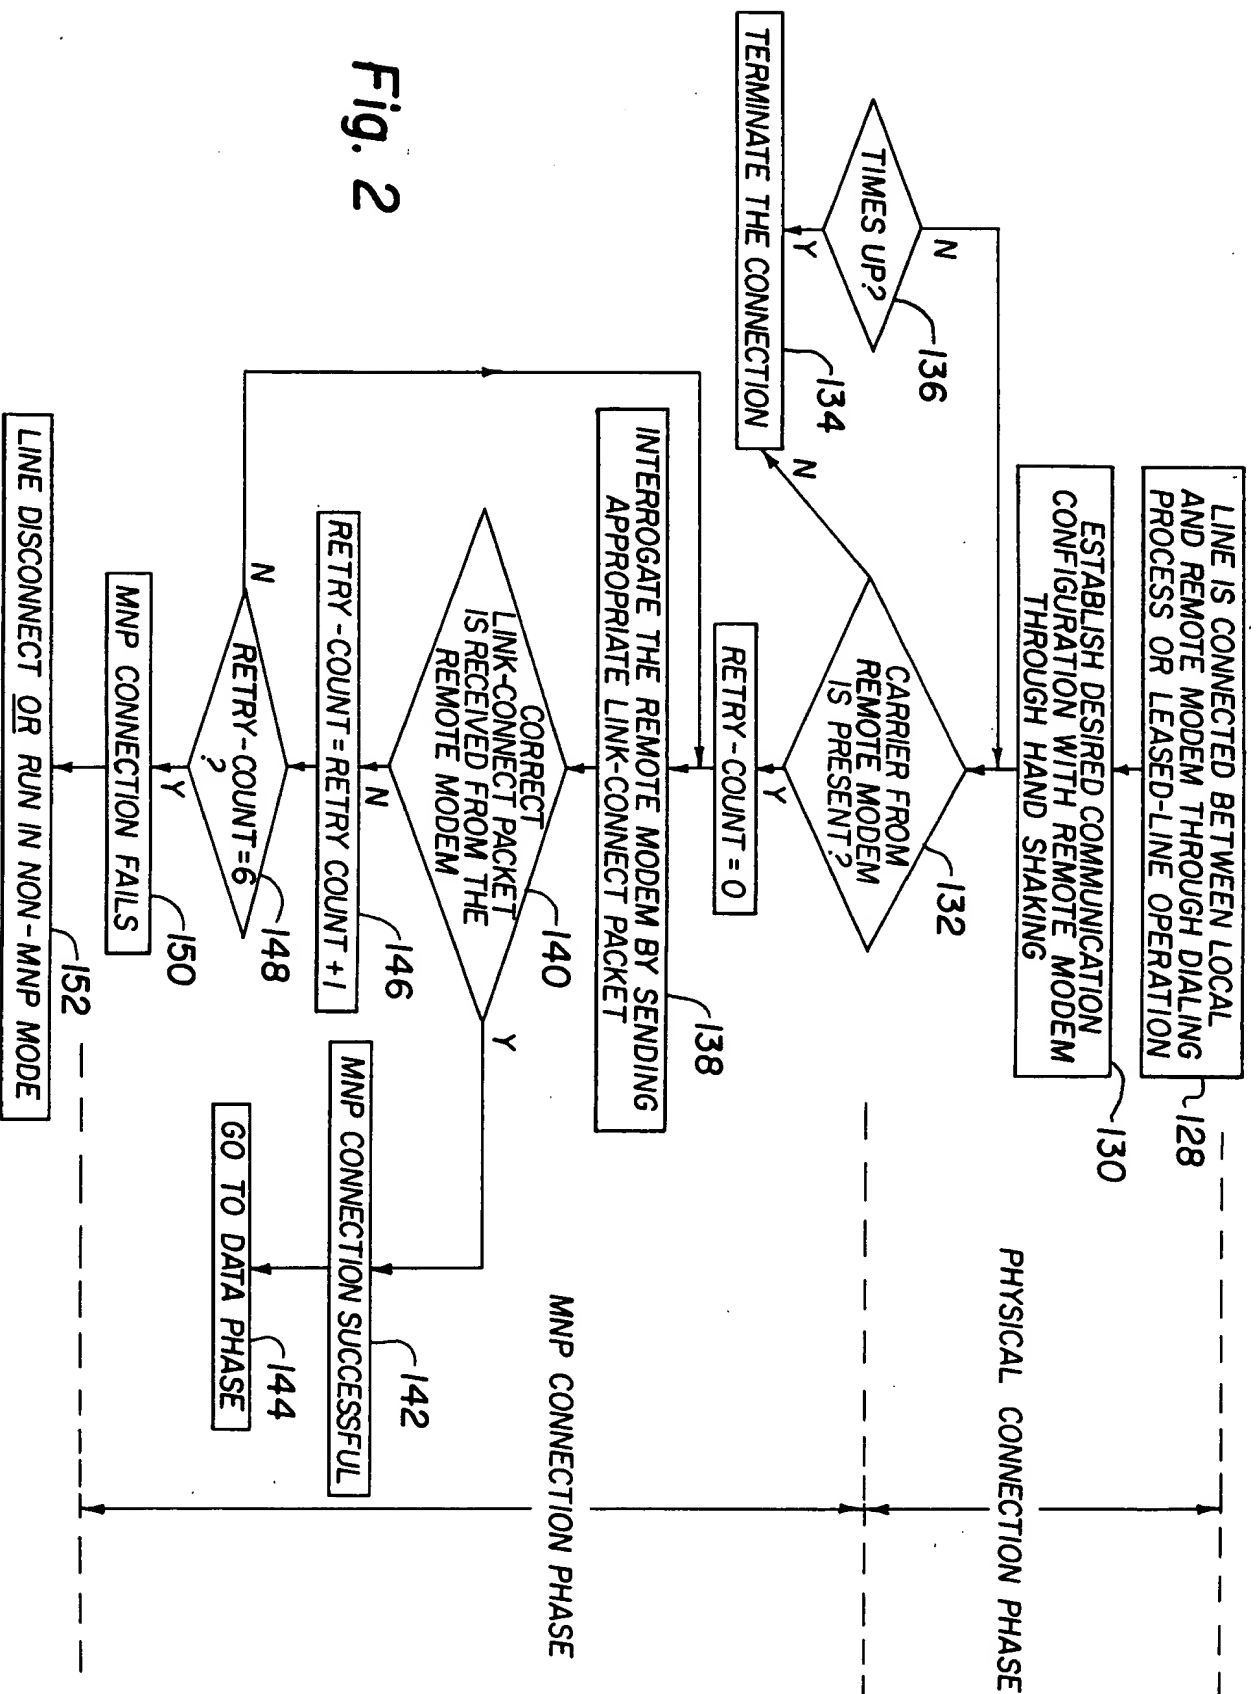 LINE IS CONNECTED BETWEEN LOCAL
AND REMOTE MODEM THROUGH DIALING
PROCESS OR LEASED-LINE OPERATION
128
ESTABLISH DESIRED COMMUNICATION
CONFIGURATION WITH REMOTE MODEM
THROUGH HAND SHAKING
130
PHYSICAL CONNECTION PHASE
N
TIMES UP?
136
Y
CARRIER FROM
REMOTE MODEM
IS PRESENT?
132
N
Y
TERMINATE THE CONNECTION
134
RETRY-COUNT = 0
INTERROGATE THE REMOTE MODEM BY SENDING
APPROPRIATE LINK-CONNECT PACKET
138
CORRECT
LINK-CONNECT PACKET
IS RECEIVED FROM THE
REMOTE MODEM
140
Y
N
MNP CONNECTION PHASE
RETRY-COUNT = RETRY COUNT +1
146
MNP CONNECTION SUCCESSFUL
142
RETRY-COUNT=6
?
148
N
Y
GO TO DATA PHASE
144
MNP CONNECTION FAILS
150
LINE DISCONNECT OR RUN IN NON-MNP MODE
152
Fig. 2